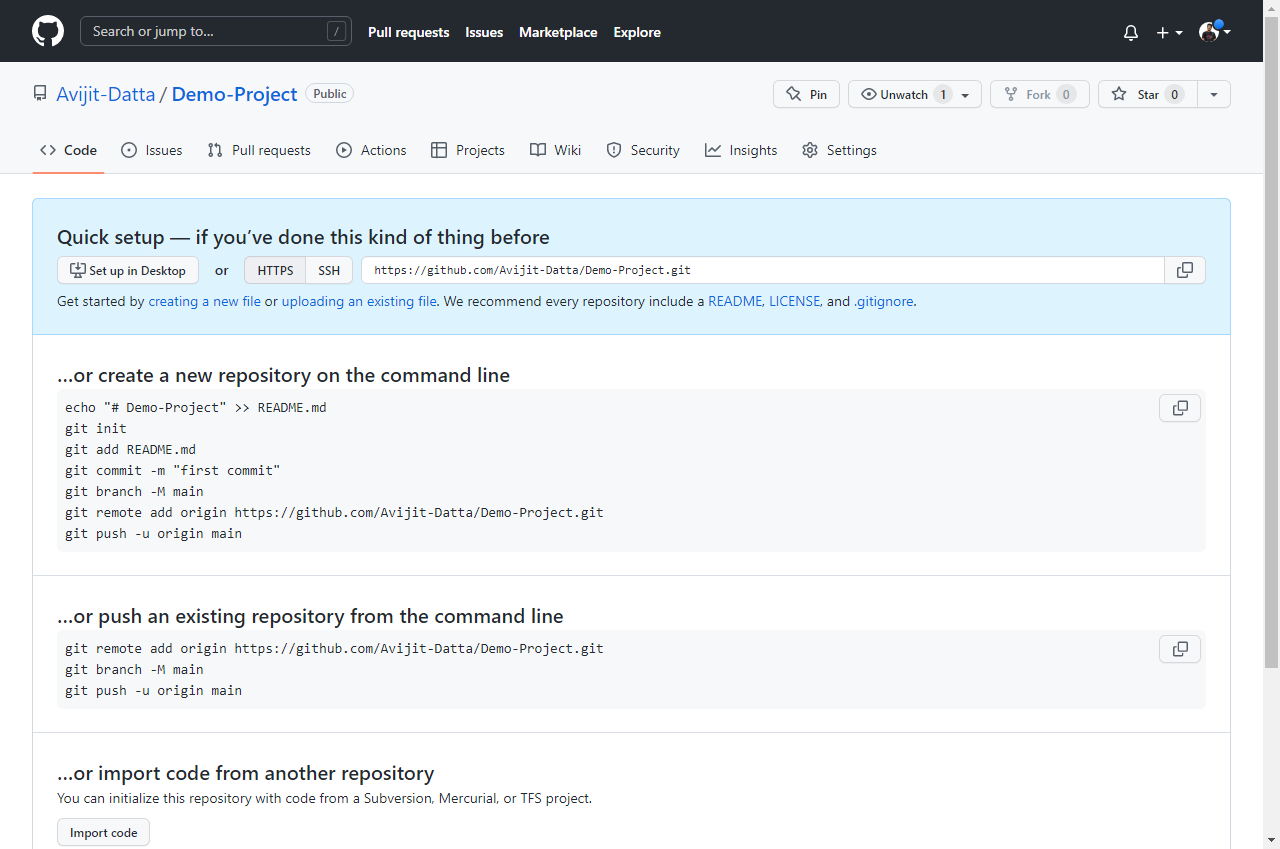 Search or jump to... /
Pull requests Issues Marketplace Explore
Avijit-Datta / Demo-Project Public
Pin Unwatch 1 Fork 0 Star 0
Code Issues Pull requests Actions Projects Wiki Security Insights Settings
Quick setup — if you’ve done this kind of thing before
Set up in Desktop or HTTPS SSH https://github.com/Avijit-Datta/Demo-Project.git
Get started by creating a new file or uploading an existing file. We recommend every repository include a README, LICENSE, and .gitignore.
…or create a new repository on the command line
echo "# Demo-Project" >> README.md
git init
git add README.md
git commit -m "first commit"
git branch -M main
git remote add origin https://github.com/Avijit-Datta/Demo-Project.git
git push -u origin main
…or push an existing repository from the command line
git remote add origin https://github.com/Avijit-Datta/Demo-Project.git
git branch -M main
git push -u origin main
…or import code from another repository
You can initialize this repository with code from a Subversion, Mercurial, or TFS project.
Import code